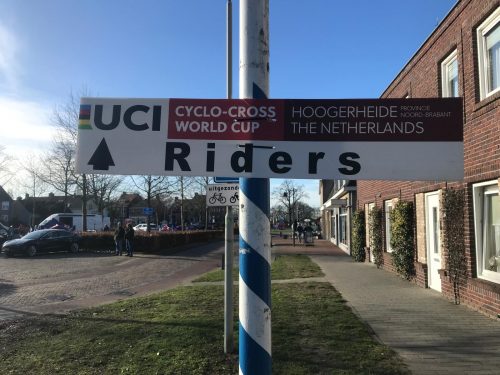 UCI
CYCLO-CROSS
WORLD CUP
HOOGERHEIDE
THE NETHERLANDS
PROVINCIE
NOORD-BRABANT
Riders
uitgezonderd